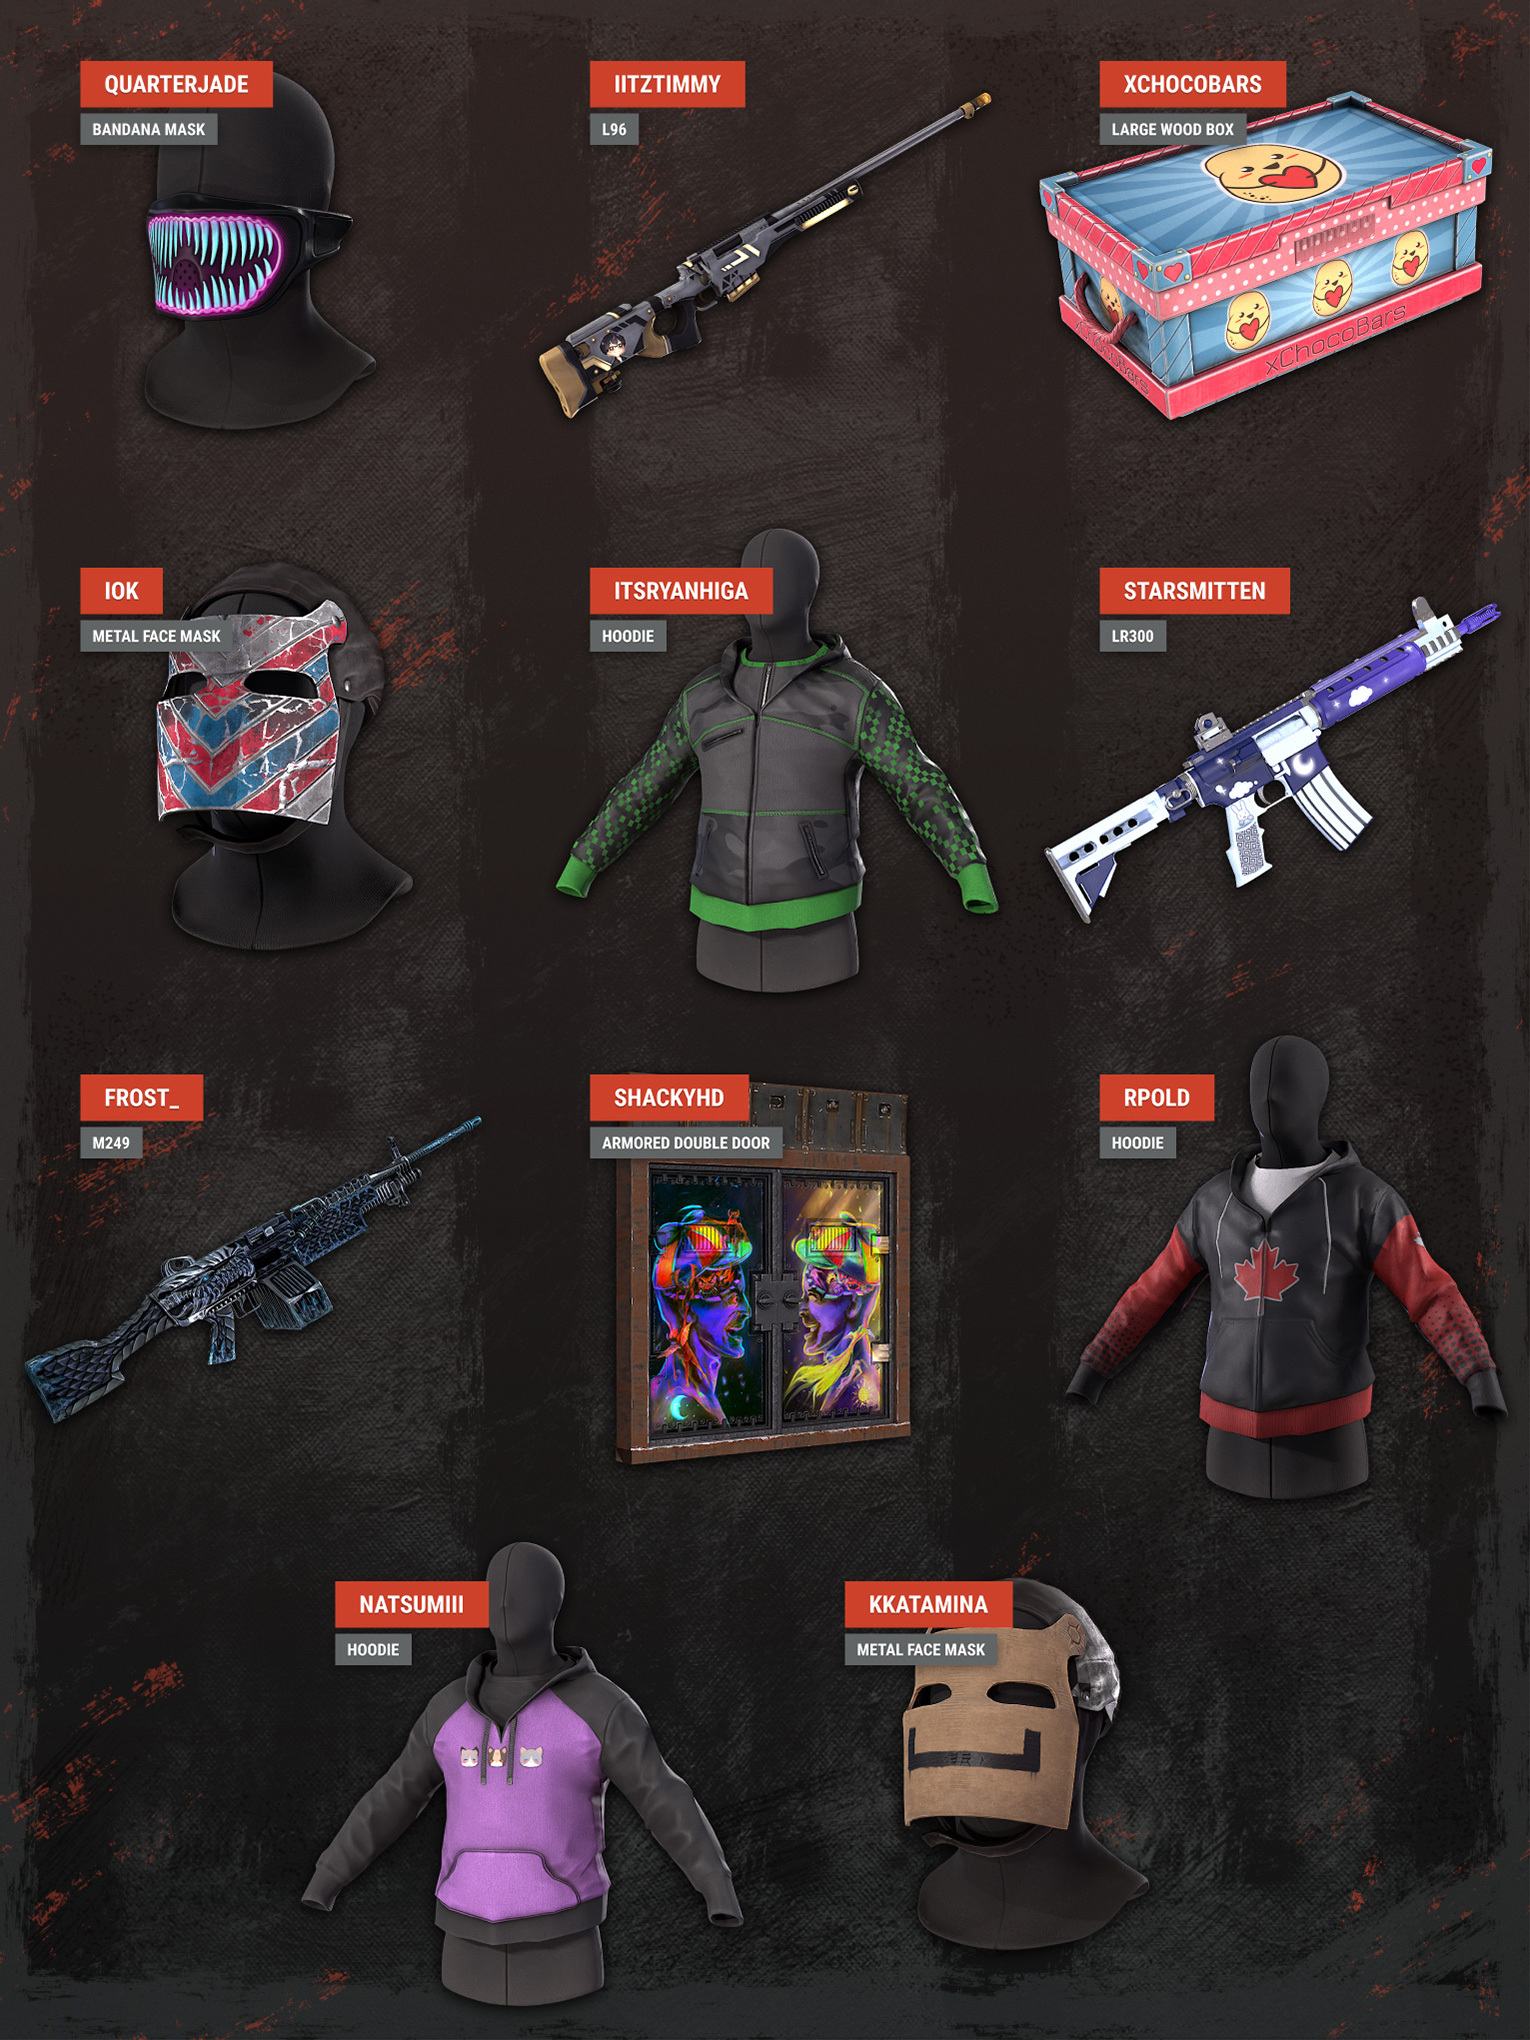 QUARTERJADE
BANDANA MASK
IITZTIMMY
L96
XCHOCOBARS
LARGE WOOD BOX
xChocoBars
xChocoBars
IOK
METAL FACE MASK
ITSRYANHIGA
HOODIE
STARSMITTEN
LR300
FROST_
M249
SHACKYHD
ARMORED DOUBLE DOOR
RPOLD
HOODIE
NATSUMIII
HOODIE
KKATAMINA
METAL FACE MASK